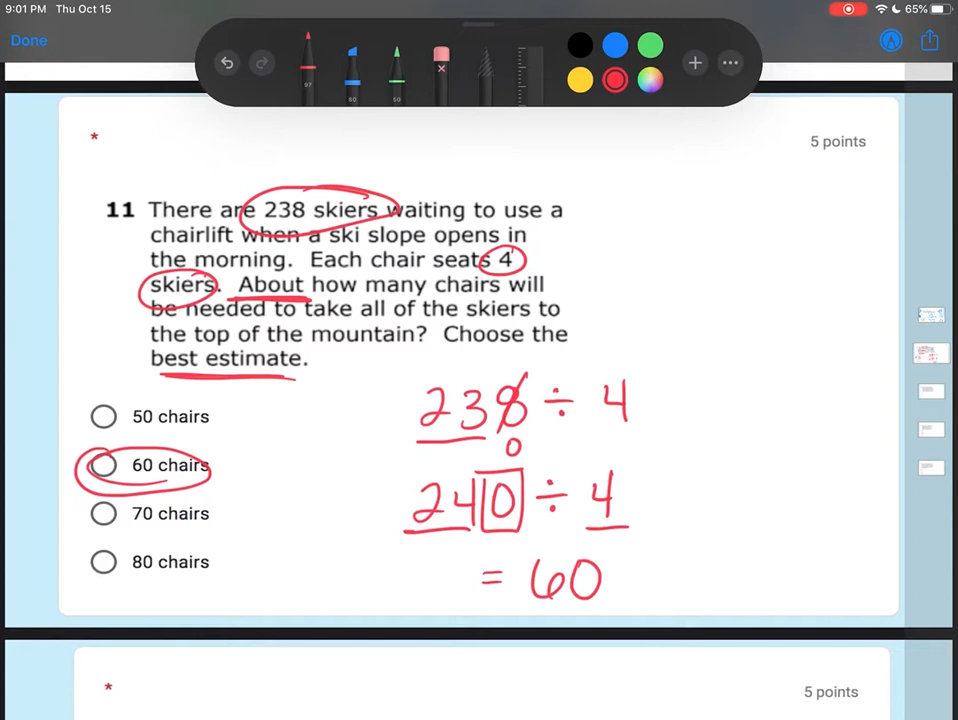 9:01 PM Thu Oct 15
65%
Done
97
80
50
*
5 points
11 There are 238 skiers waiting to use a
chairlift when a ski slope opens in
the morning. Each chair seats 4
skiers. About how many chairs will
be needed to take all of the skiers to
the top of the mountain? Choose the
best estimate.
238 ÷ 4
0
50 chairs
60 chairs
240 ÷ 4
70 chairs
80 chairs
= 60
*
5 points